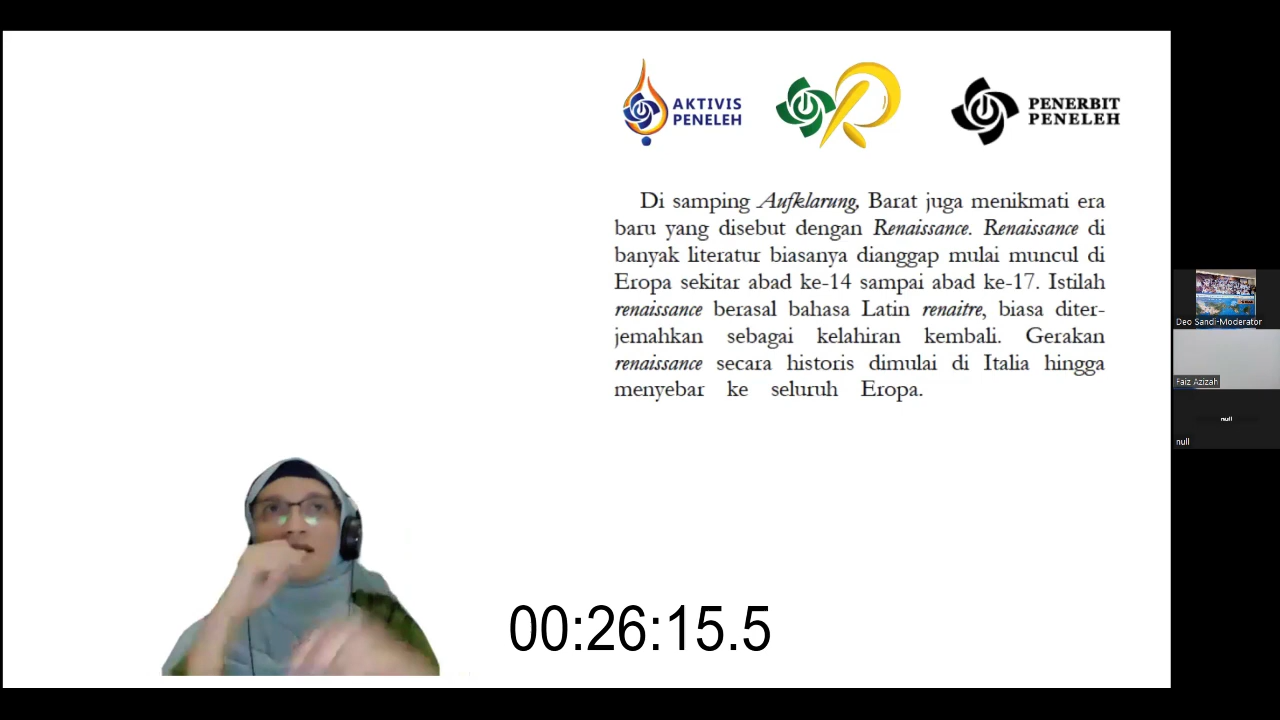 AKTIVIS
PENELEH
PENERBIT
PENELEH
Di samping Aufklarung, Barat juga menikmati era
baru yang disebut dengan Renaissance. Renaissance di
banyak literatur biasanya dianggap mulai muncul di
Eropa sekitar abad ke-14 sampai abad ke-17. Istilah
renaissance berasal bahasa Latin renaitre, biasa diter-
jemahkan sebagai kelahiran kembali. Gerakan
renaissance secara historis dimulai di Italia hingga
menyebar ke seluruh Eropa.
00:26:15.5
Deo Sandi-Moderator
Faiz Azizah
null
null